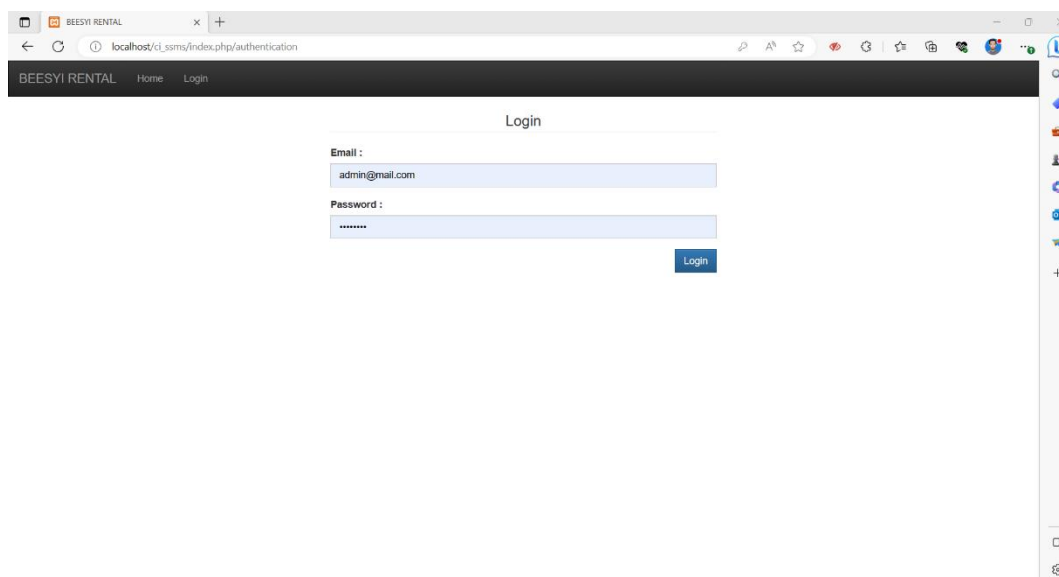 BEESYI RENTAL
localhost/ci_ssms/index.php/authentication
BEESYI RENTAL Home Login
Login
Email :
admin@mail.com
Password :
••••••••
Login